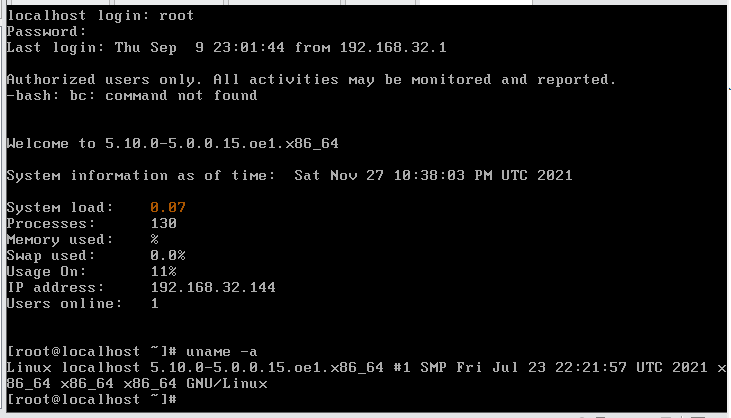 localhost login: root
Password:
Last login: Thu Sep  9 23:01:44 from 192.168.32.1
Authorized users only. All activities may be monitored and reported.
-bash: bc: command not found
Welcome to 5.10.0-5.0.0.15.oe1.x86_64
System information as of time:  Sat Nov 27 10:38:03 PM UTC 2021
System load:    0.07
Processes:      130
Memory used:    %
Swap used:      0.0%
Usage On:       11%
IP address:     192.168.32.144
Users online:   1
[root@localhost ~]# uname -a
Linux localhost 5.10.0-5.0.0.15.oe1.x86_64 #1 SMP Fri Jul 23 22:21:57 UTC 2021 x
86_64 x86_64 x86_64 GNU/Linux
[root@localhost ~]#